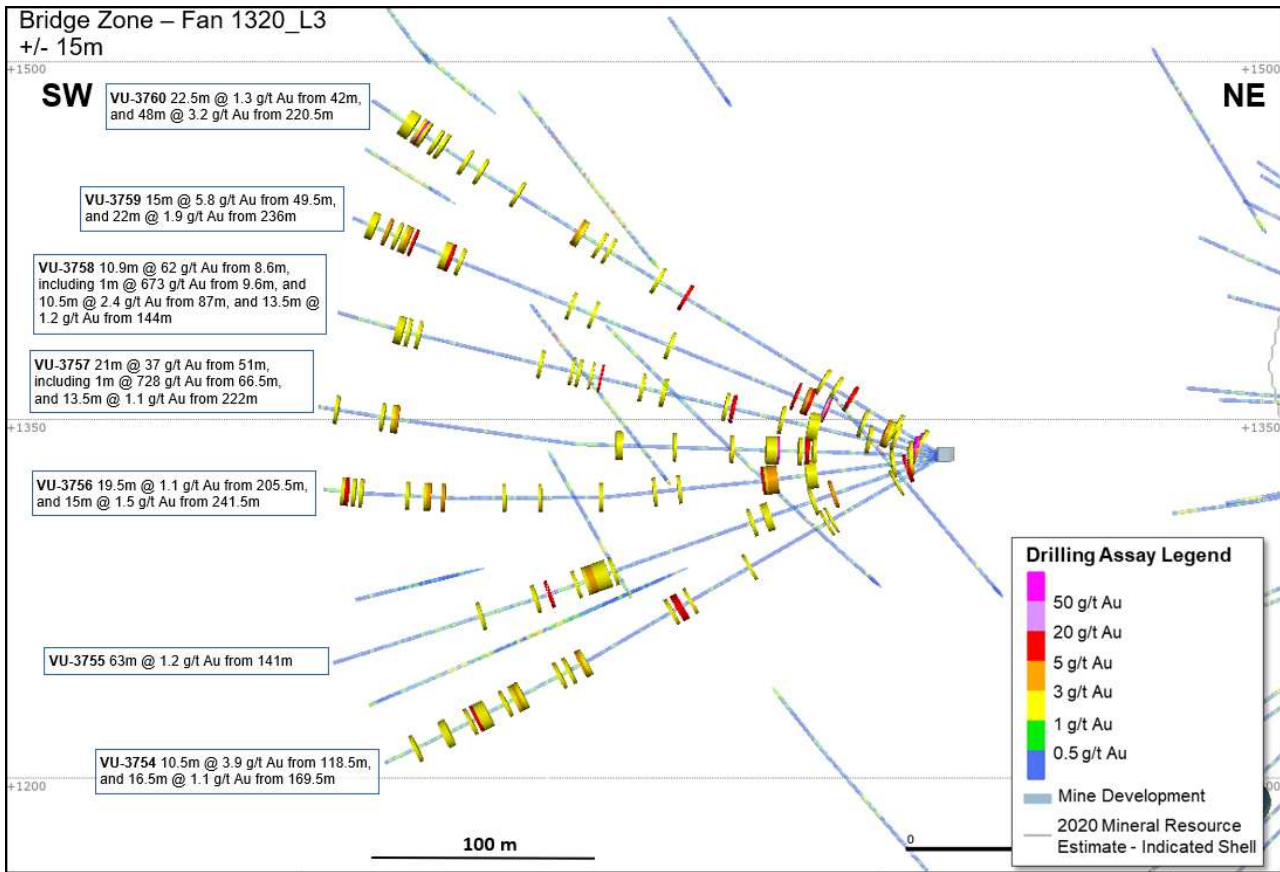 Bridge Zone – Fan 1320_L3
+/- 15m
+1500
+1500
SW
NE
VU-3760 22.5m @ 1.3 g/t Au from 42m,
and 48m @ 3.2 g/t Au from 220.5m
VU-3759 15m @ 5.8 g/t Au from 49.5m,
and 22m @ 1.9 g/t Au from 236m
VU-3758 10.9m @ 62 g/t Au from 8.6m,
including 1m @ 673 g/t Au from 9.6m, and
10.5m @ 2.4 g/t Au from 87m, and 13.5m @
1.2 g/t Au from 144m
VU-3757 21m @ 37 g/t Au from 51m,
including 1m @ 728 g/t Au from 66.5m,
and 13.5m @ 1.1 g/t Au from 222m
+1350
+1350
VU-3756 19.5m @ 1.1 g/t Au from 205.5m,
and 15m @ 1.5 g/t Au from 241.5m
VU-3755 63m @ 1.2 g/t Au from 141m
VU-3754 10.5m @ 3.9 g/t Au from 118.5m,
and 16.5m @ 1.1 g/t Au from 169.5m
+1200
100 m
0
Drilling Assay Legend
50 g/t Au
20 g/t Au
5 g/t Au
3 g/t Au
1 g/t Au
0.5 g/t Au
Mine Development
2020 Mineral Resource
Estimate - Indicated Shell